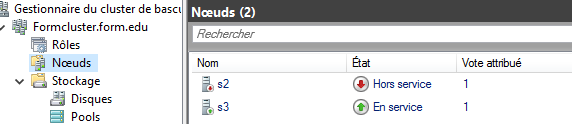 Gestionnaire du cluster de bascu
Formcluster.form.edu
Rôles
Nœuds
Stockage
Disques
Pools
Nœuds (2)
Rechercher
Nom État Vote attribué
s2 Hors service 1
s3 En service 1